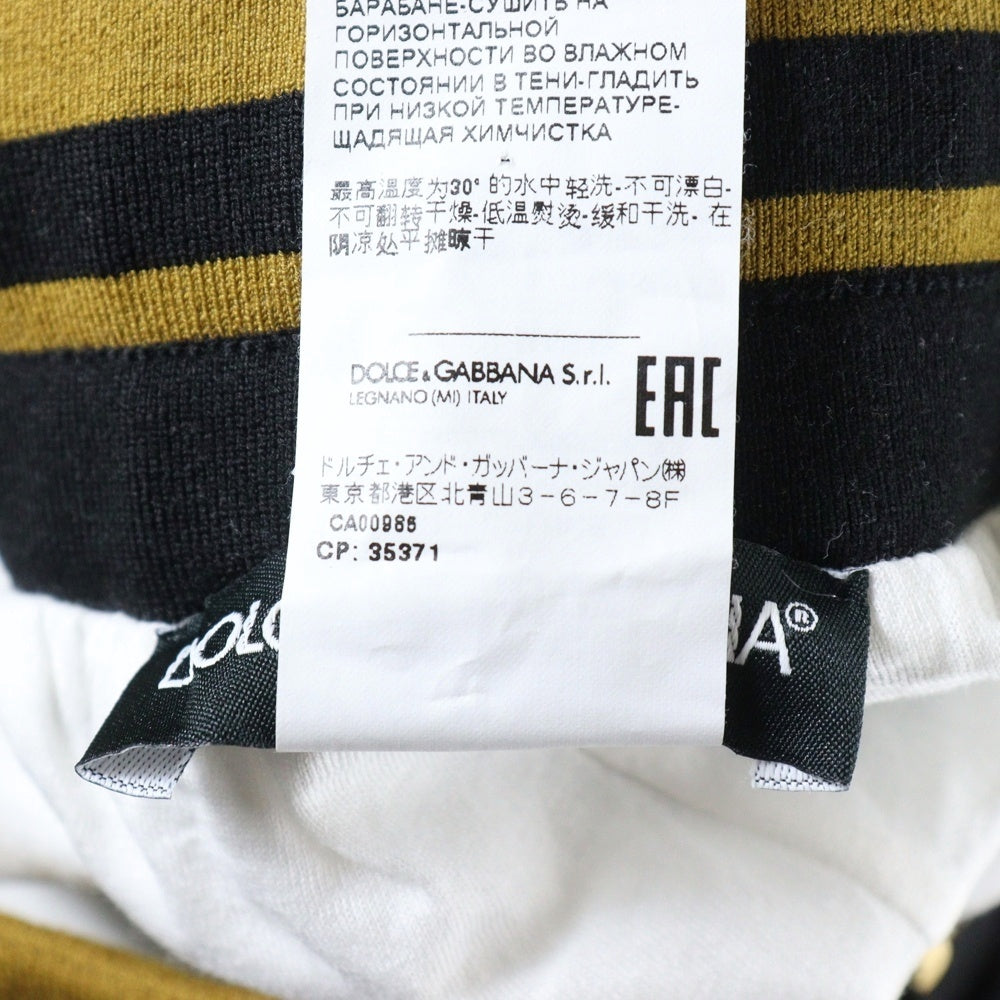 БАРАБАНЕ-СУШИТЬ НА
ГОРИЗОНТАЛЬНОЙ
ПОВЕРХНОСТИ ВО ВЛАЖНОМ
СОСТОЯНИИ В ТЕНИ-ГЛАДИТЬ
ПРИ НИЗКОЙ ТЕМПЕРАТУРЕ-
ЩАДЯЩАЯ ХИМЧИСТКА
最高温度为30° 的水中轻洗-不可漂白-
不可翻转干燥-低温熨烫-缓和干洗-在
阴凉处平摊晾干
DOLCE & GABBANA S.r.l.
LEGNANO (MI) ITALY
EAC
ドルチェ・アンド・ガッバーナ・ジャパン㈱
東京都港区北青山3-6-7-8F
CA00986
CP: 35371
DOLC
NA®